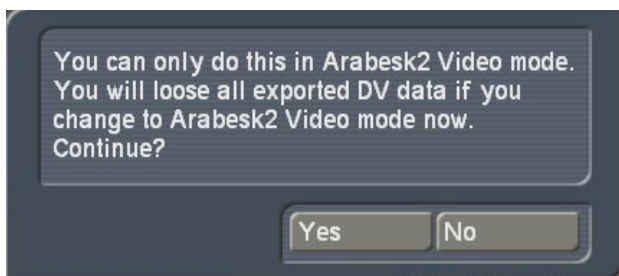 You can only do this in Arabesk2 Video mode.
You will loose all exported DV data if you
change to Arabesk2 Video mode now.
Continue?
Yes No